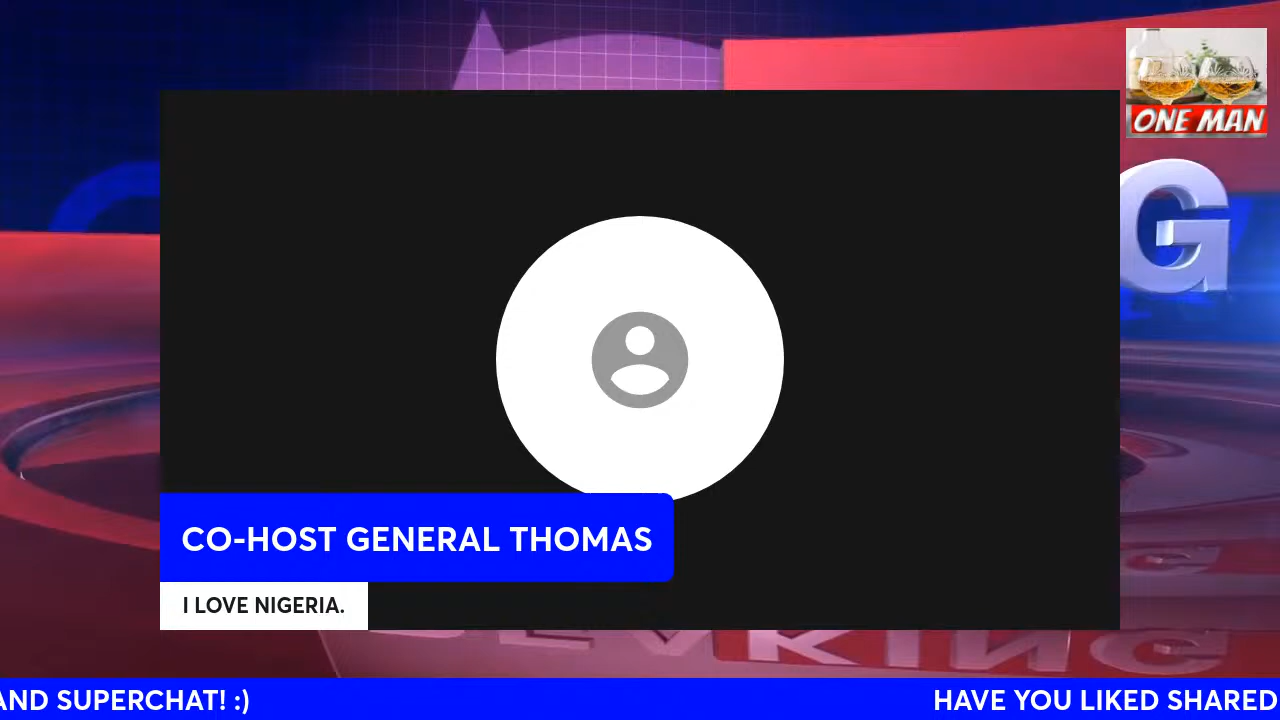 ONE MAN
G
CO-HOST GENERAL THOMAS
I LOVE NIGERIA.
AND SUPERCHAT! :)
HAVE YOU LIKED SHARED